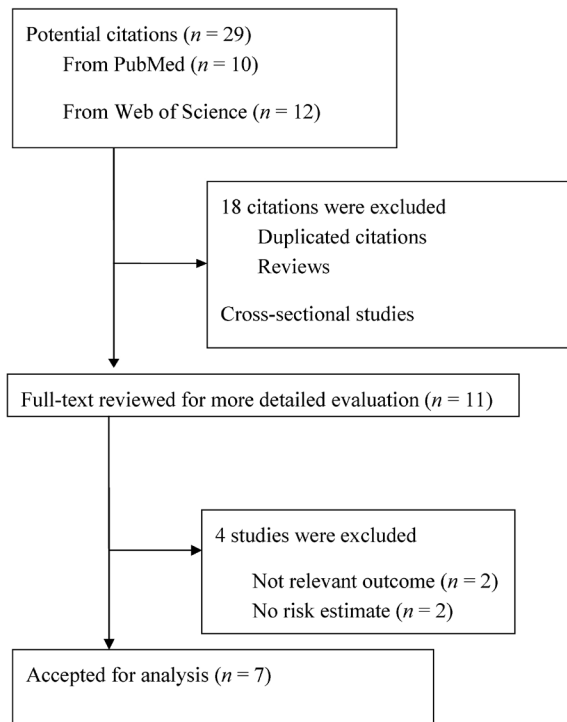 Potential citations (n = 29)
From PubMed (n = 10)
From Web of Science (n = 12)
18 citations were excluded
Duplicated citations
Reviews
Cross-sectional studies
Full-text reviewed for more detailed evaluation (n = 11)
4 studies were excluded
Not relevant outcome (n = 2)
No risk estimate (n = 2)
Accepted for analysis (n = 7)